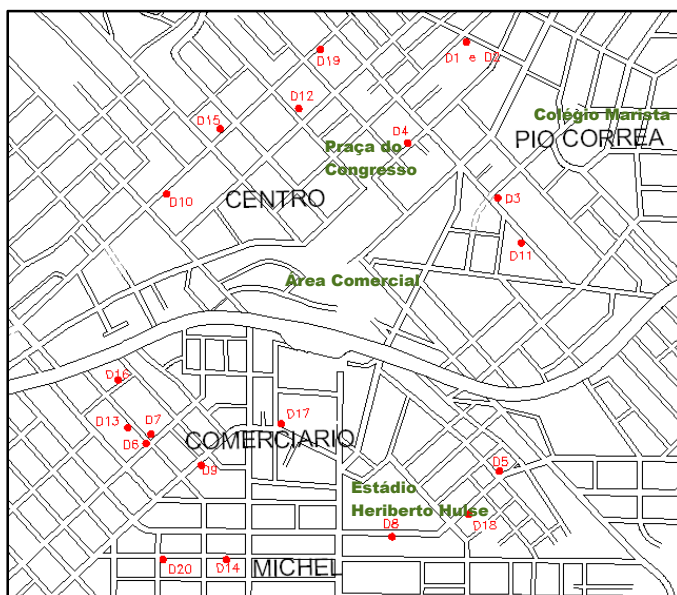 D19
D1 e D2
D12
Colégio Marista
D15
D4
PIO CORREA
Praça do
Congresso
D10
CENTRO
D3
D11
Área Comercial
D16
D17
D13
D7
COMERCIARIO
D6
D9
D5
Estádio
Heriberto Hulse
D18
D8
D20
D14
MICHEL